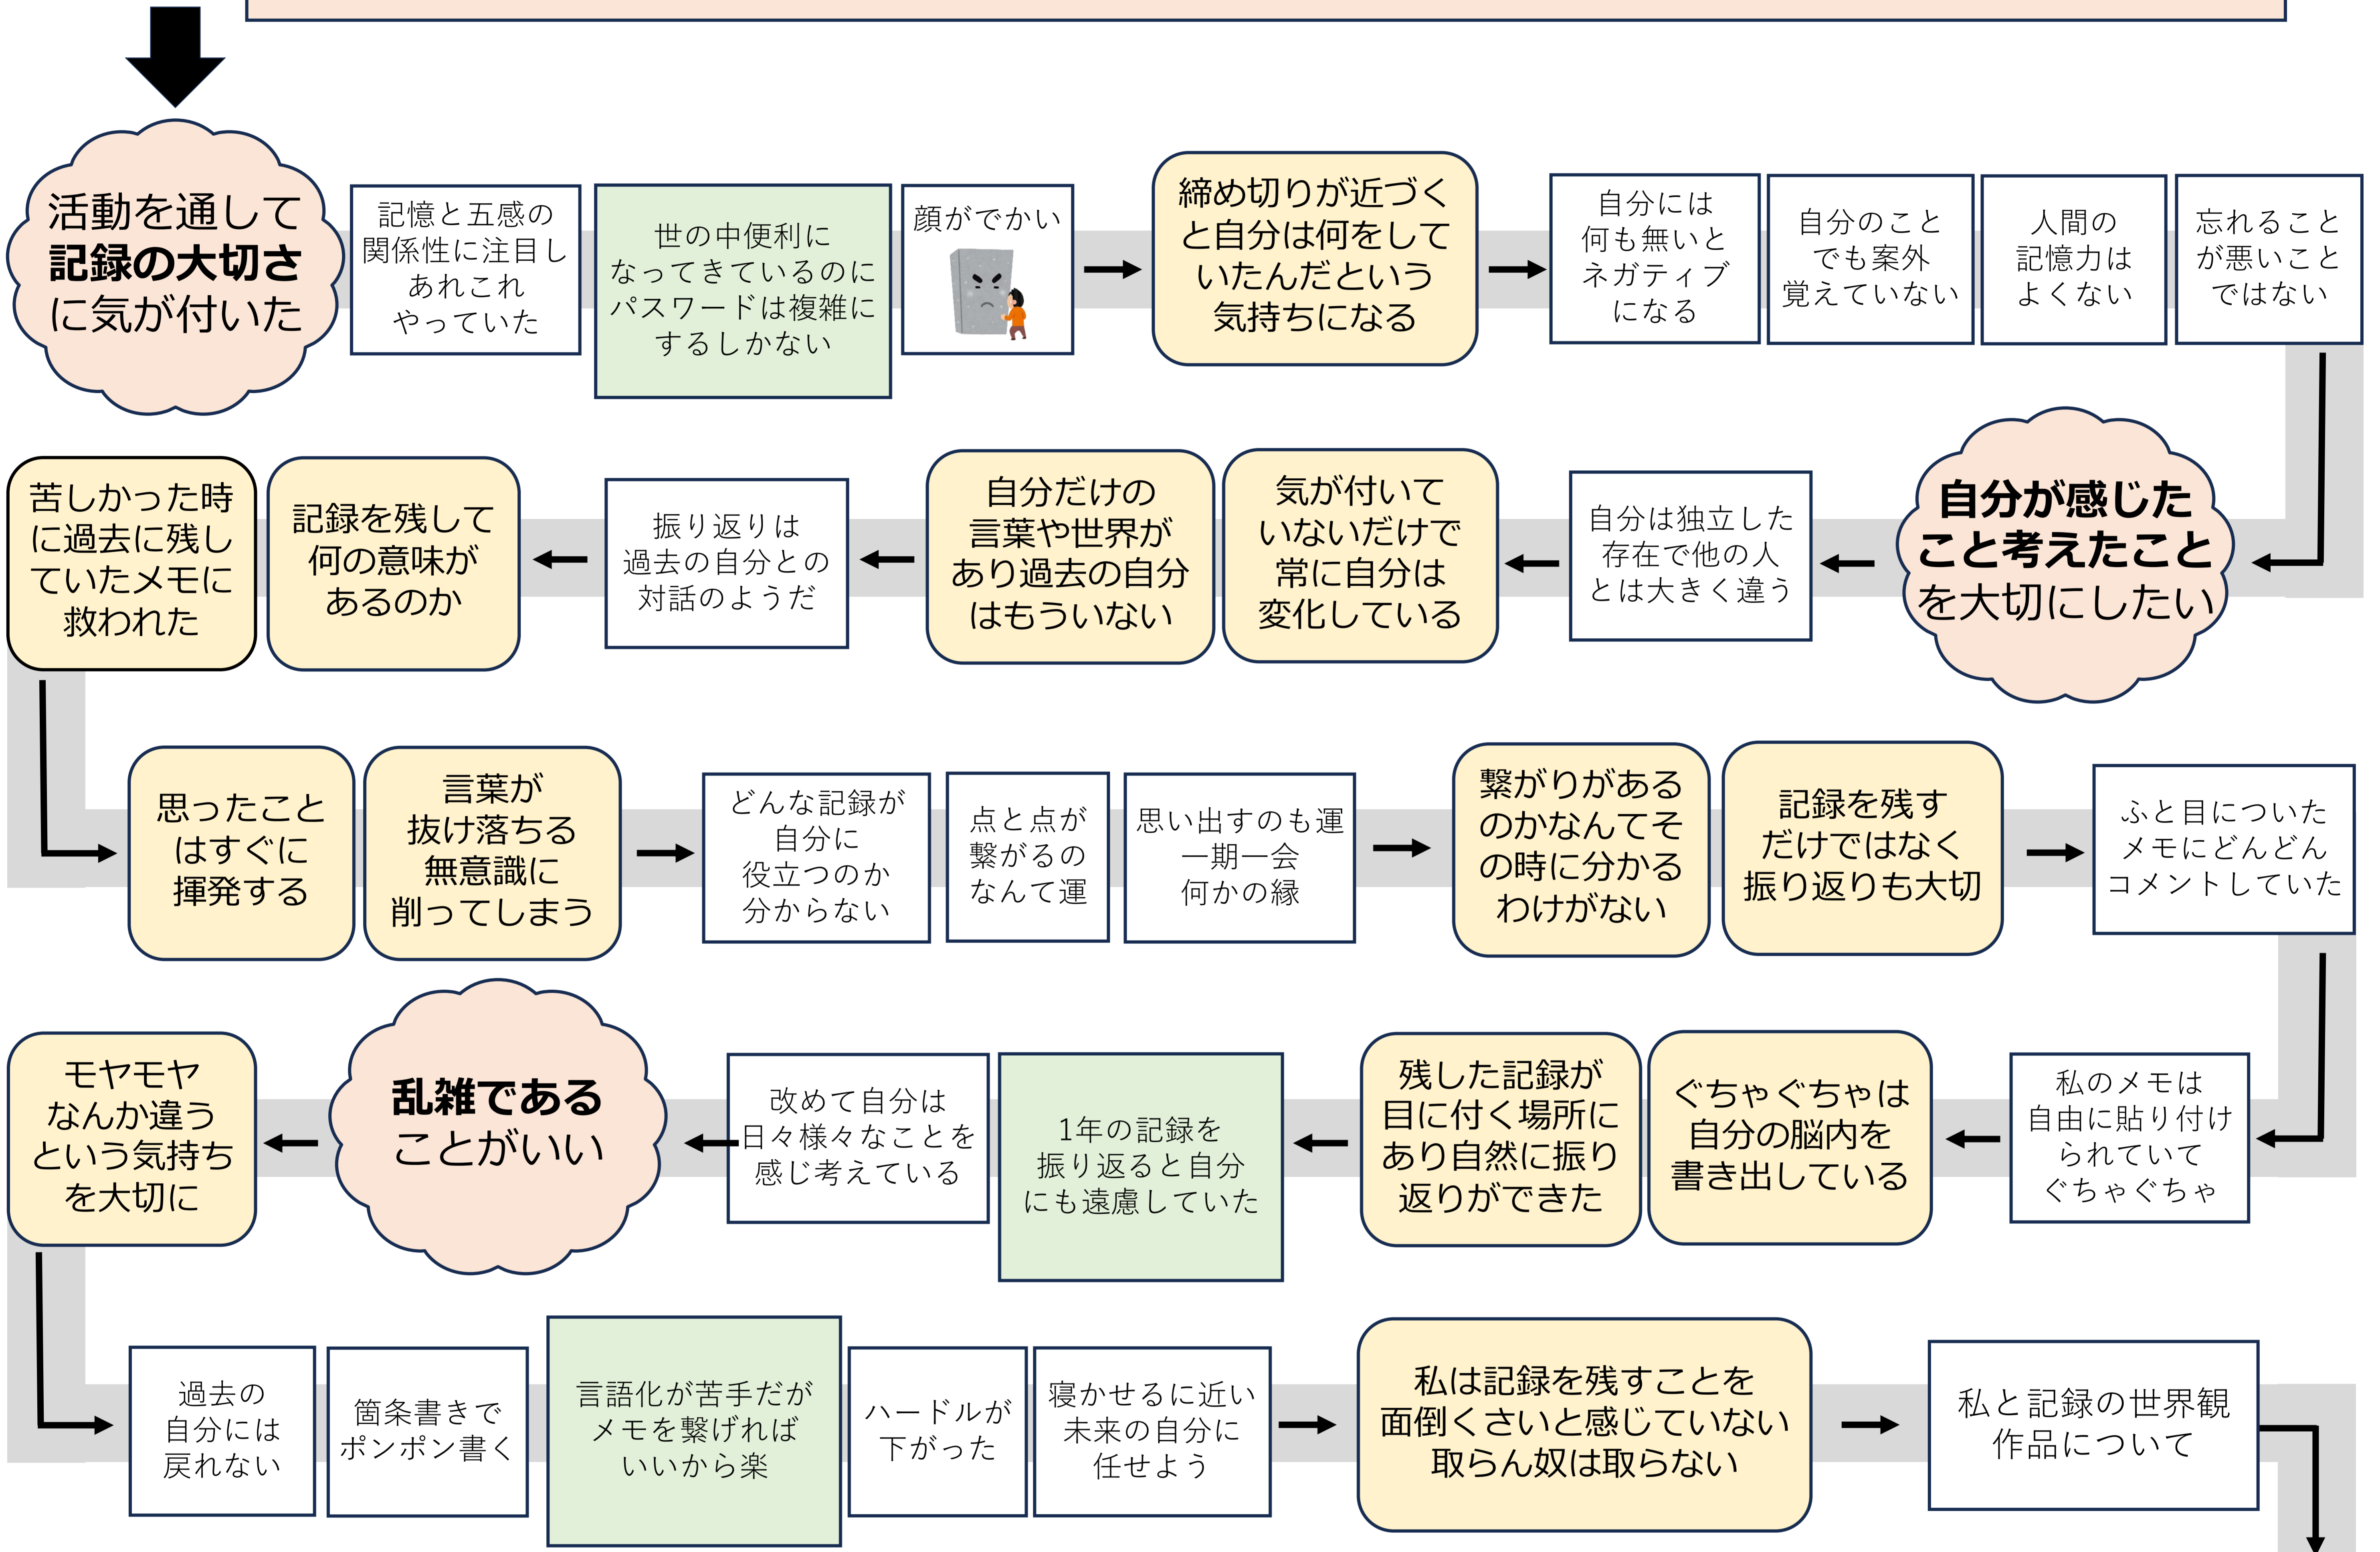 活動を通して
記録の大切さ
に気が付いた
記憶と五感の
関係性に注目し
あれこれ
やっていた
世の中便利に
なってきているのに
パスワードは複雑に
するしかない
顔がでかい
締め切りが近づく
と自分は何をして
いたんだという
気持ちになる
自分には
何も無いと
ネガティブ
になる
自分のこと
でも案外
覚えていない
人間の
記憶力は
よくない
忘れること
が悪いこと
ではない
自分が感じた
こと考えたこと
を大切にしたい
自分は独立した
存在で他の人
とは大きく違う
気が付いて
いないだけで
常に自分は
変化している
自分だけの
言葉や世界が
あり過去の自分
はもういない
振り返りは
過去の自分との
対話のようだ
記録を残して
何の意味が
あるのか
苦しかった時
に過去に残し
ていたメモに
救われた
思ったこと
はすぐに
揮発する
言葉が
抜け落ちる
無意識に
削ってしまう
どんな記録が
自分に
役立つのか
分からない
点と点が
繋がるの
なんて運
思い出すのも運
一期一会
何かの縁
繋がりがある
のかなんてそ
の時に分かる
わけがない
記録を残す
だけではなく
振り返りも大切
ふと目についた
メモにどんどん
コメントしていた
私のメモは
自由に貼り付け
られていて
ぐちゃぐちゃ
ぐちゃぐちゃは
自分の脳内を
書き出している
残した記録が
目に付く場所に
あり自然に振り
返りができた
1年の記録を
振り返ると自分
にも遠慮していた
改めて自分は
日々様々なことを
感じ考えている
乱雑である
ことがいい
モヤモヤ
なんか違う
という気持ち
を大切に
過去の
自分には
戻れない
箇条書きで
ポンポン書く
言語化が苦手だが
メモを繋げれば
いいから楽
ハードルが
下がった
寝かせるに近い
未来の自分に
任せよう
私は記録を残すことを
面倒くさいと感じていない
取らん奴は取らない
私と記録の世界観
作品について